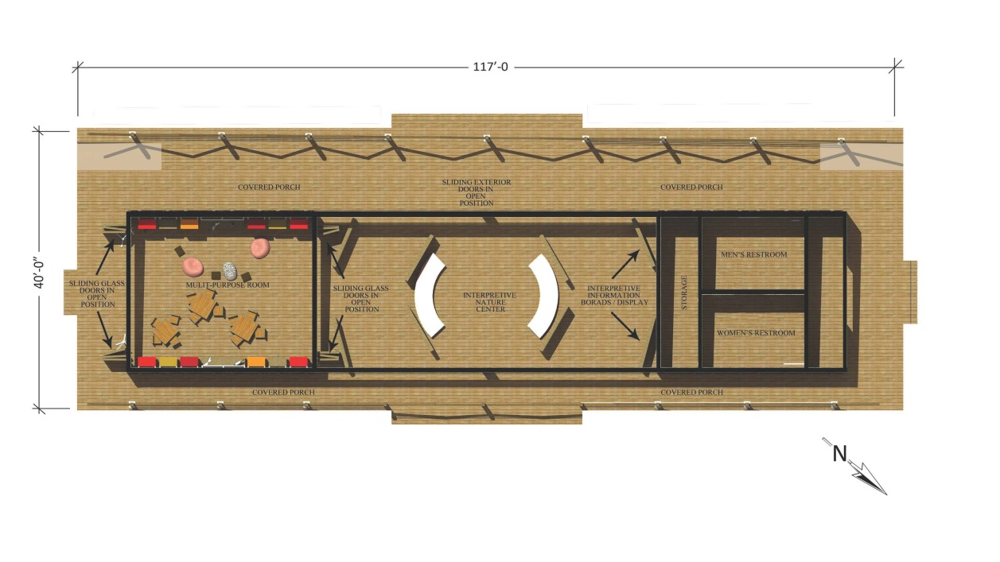 117'-0
40'-0"
COVERED PORCH
SLIDING EXTERIOR
DOORS IN
OPEN
POSITION
COVERED PORCH
SLIDING GLASS
DOORS IN
OPEN
POSITION
MULIT-PURPOSE ROOM
SLIDING GLASS
DOORS IN
OPEN
POSITION
INTERPRETIVE
NATURE
CENTER
INTERPRETIVE
INFORMATION
BORADS / DISPLAY
STORAGE
MEN'S RESTROOM
WOMEN'S RESTROOM
COVERED PORCH
COVERED PORCH
N